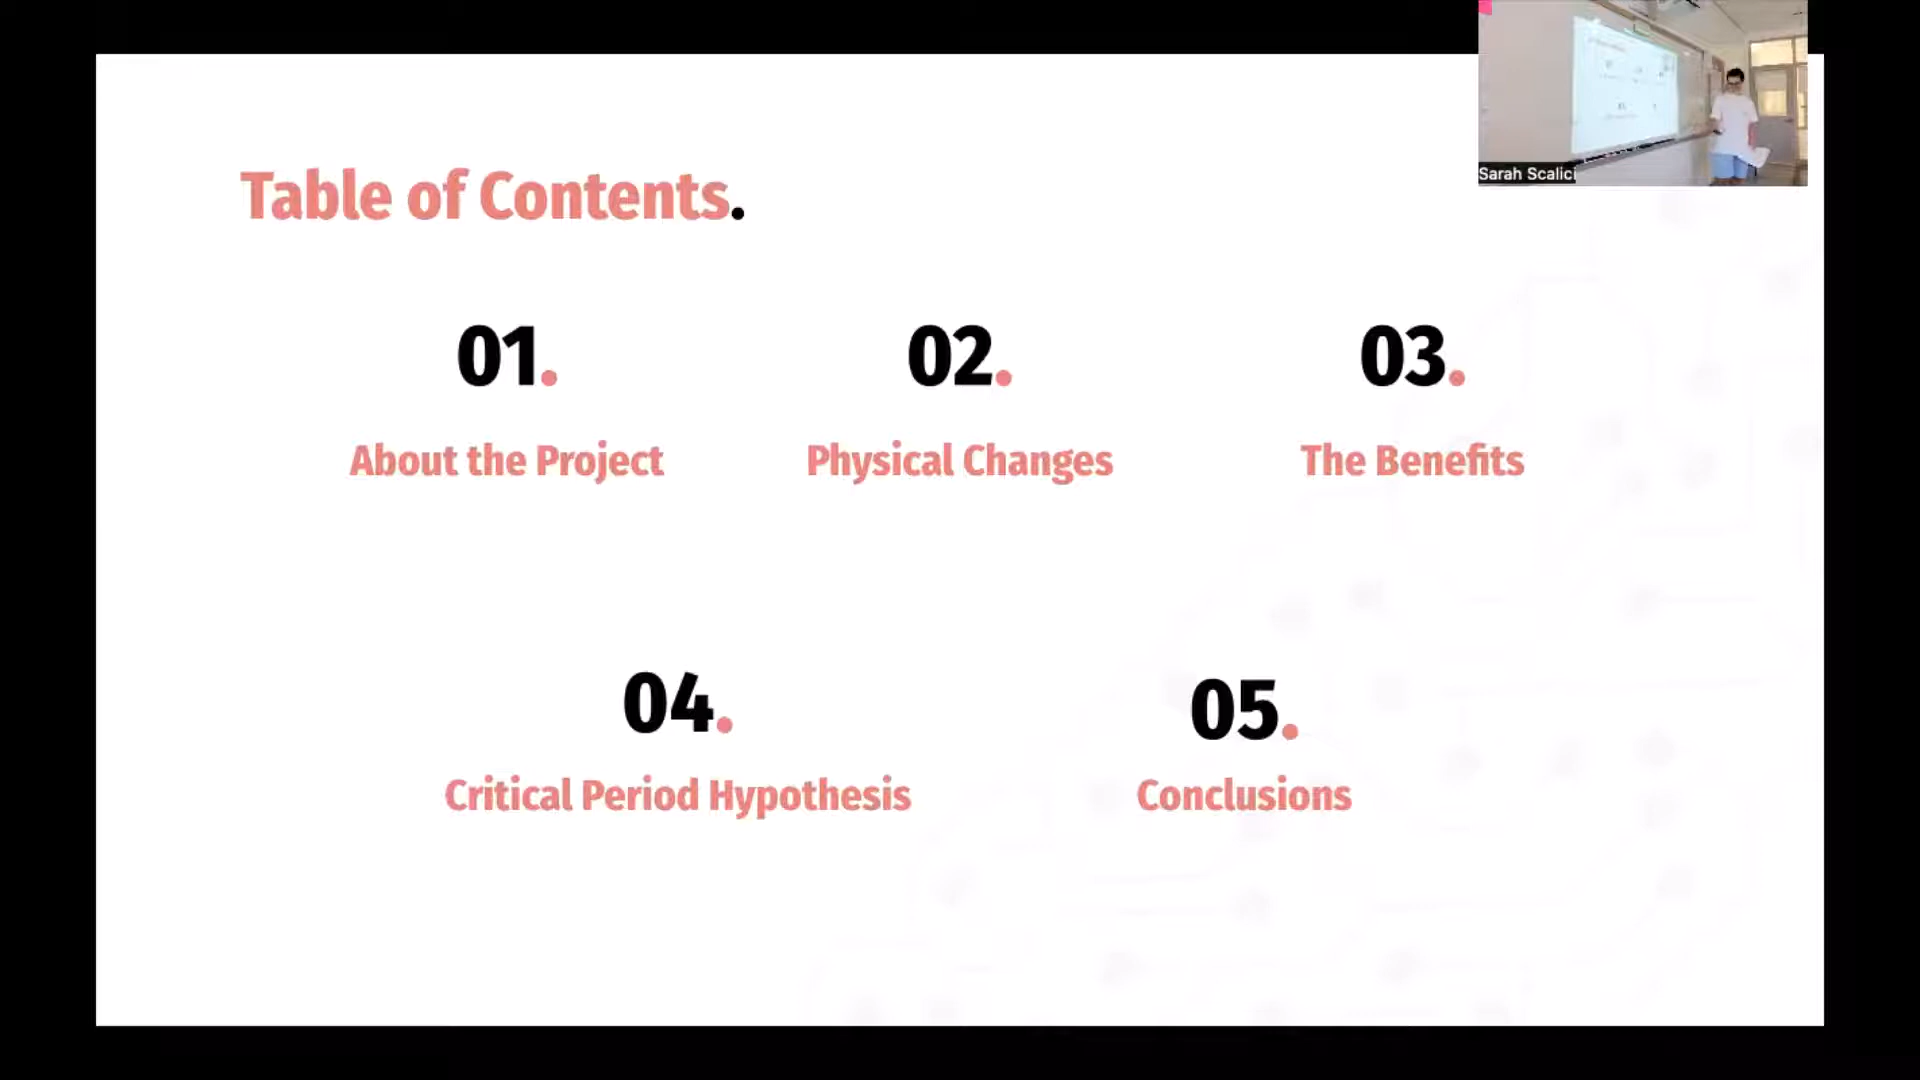 Table of Contents.
01.
About the Project
02.
Physical Changes
03.
The Benefits
04.
Critical Period Hypothesis
05.
Conclusions
Sarah Scalici